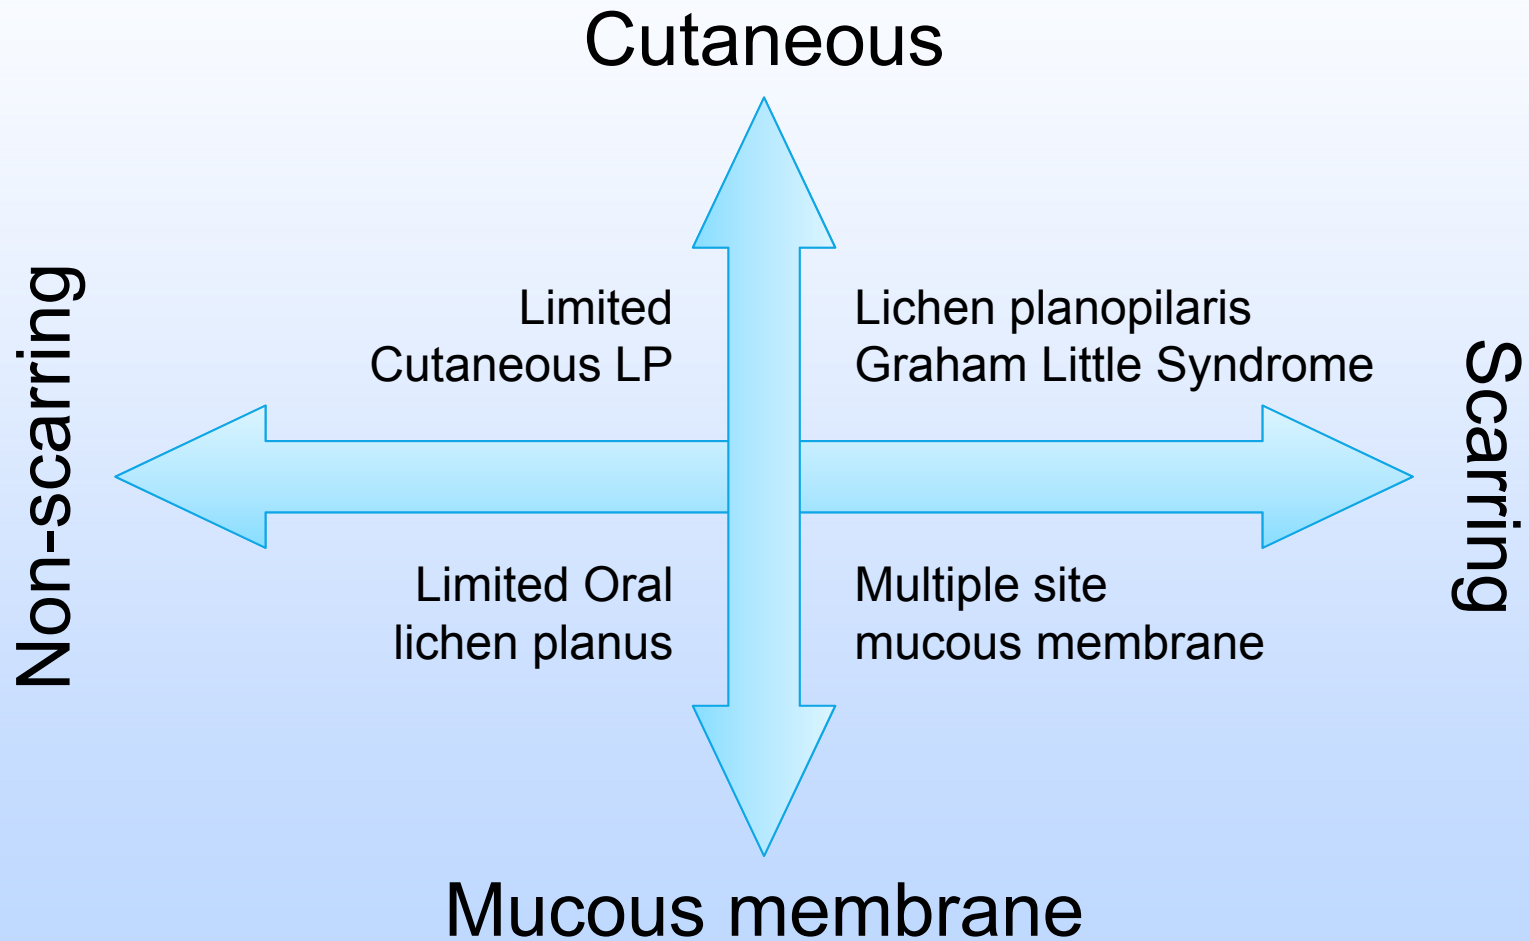 Cutaneous
Non-scarring
Limited
Cutaneous LP
Lichen planopilaris
Graham Little Syndrome
Scarring
Limited Oral
lichen planus
Multiple site
mucous membrane
Mucous membrane